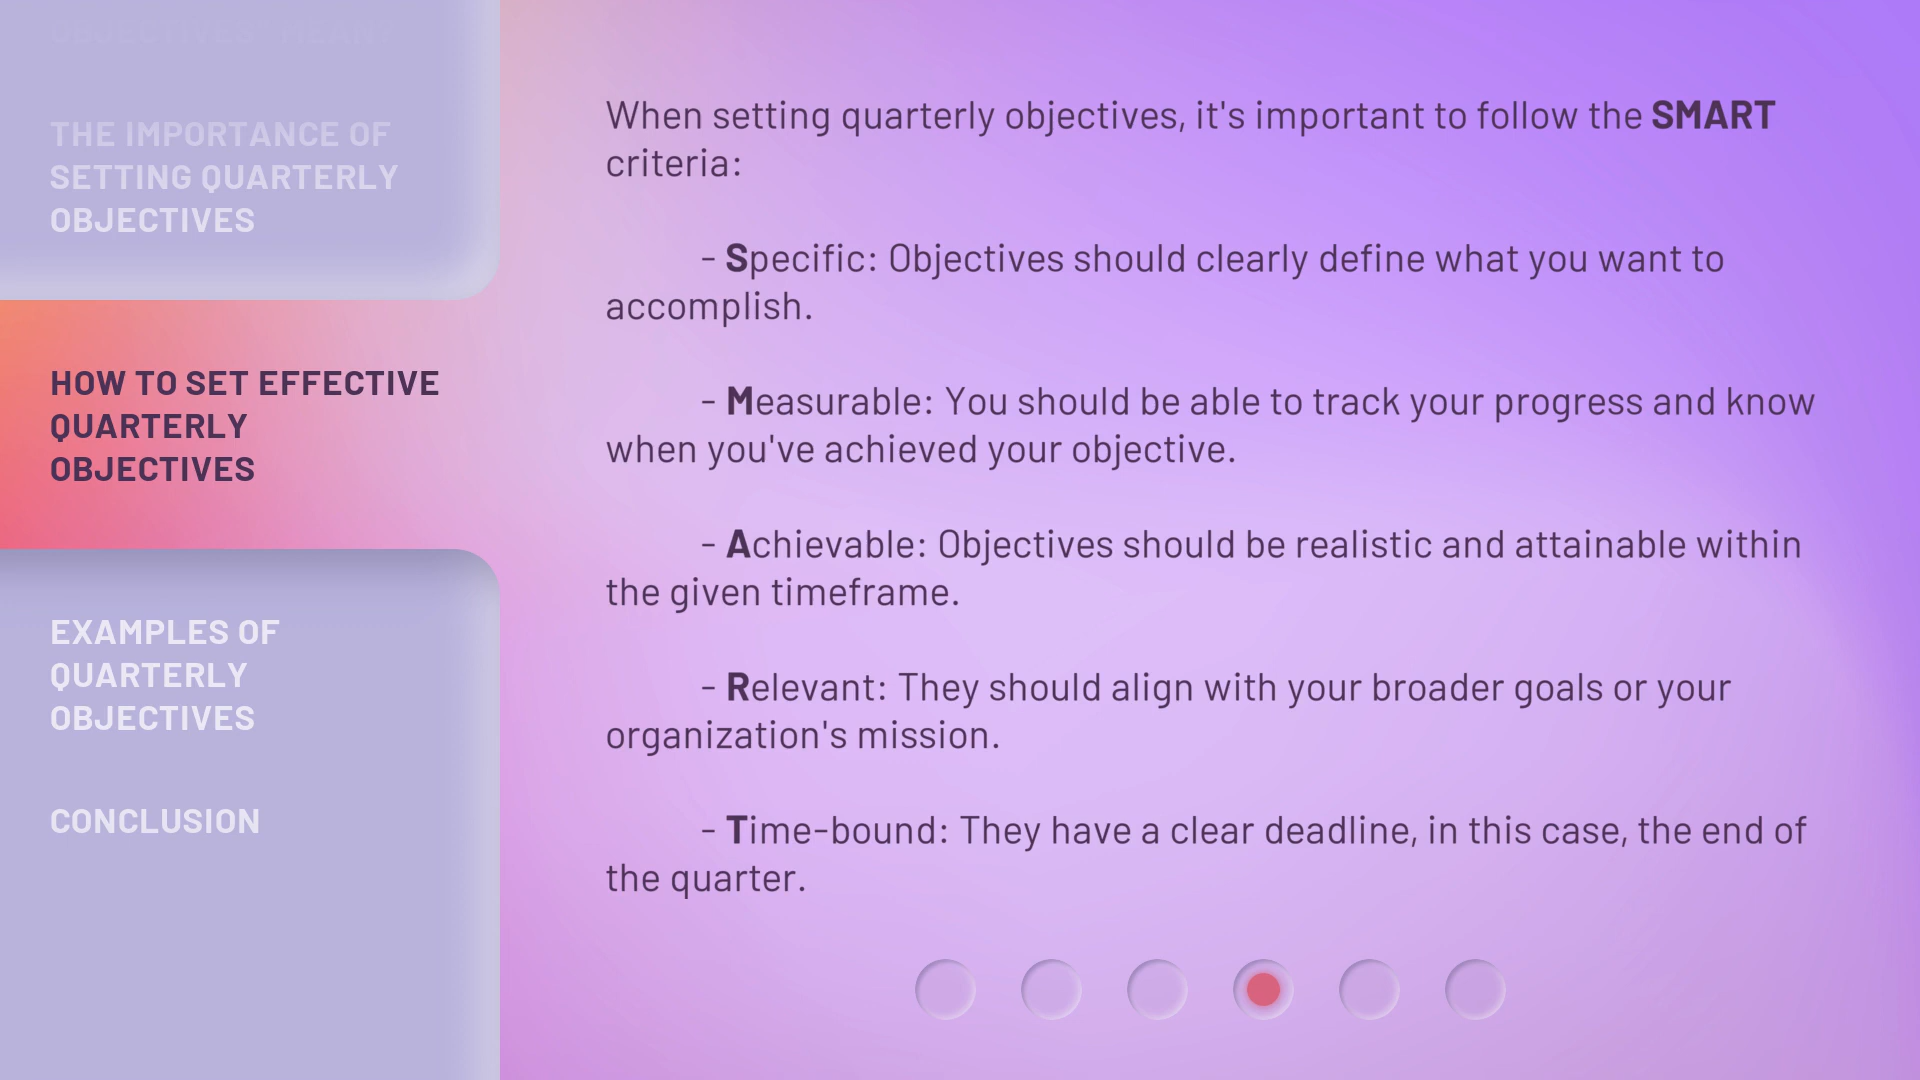 OBJECTIVES" MEAN?
THE IMPORTANCE OF
SETTING QUARTERLY
OBJECTIVES
HOW TO SET EFFECTIVE
QUARTERLY
OBJECTIVES
EXAMPLES OF
QUARTERLY
OBJECTIVES
CONCLUSION
When setting quarterly objectives, it's important to follow the SMART
criteria:
- Specific: Objectives should clearly define what you want to
accomplish.
- Measurable: You should be able to track your progress and know
when you've achieved your objective.
- Achievable: Objectives should be realistic and attainable within
the given timeframe.
- Relevant: They should align with your broader goals or your
organization's mission.
- Time-bound: They have a clear deadline, in this case, the end of
the quarter.